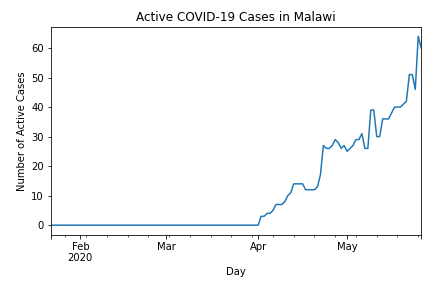 Active COVID-19 Cases in Malawi
Number of Active Cases
60
50
40
30
20
10
0
Feb
2020
Mar
Apr
May
Day